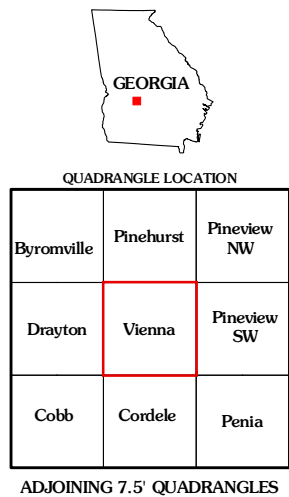 GEORGIA
QUADRANGLE LOCATION
Byromville
Pinehurst
Pineview
NW
Drayton
Vienna
Pineview
SW
Cobb
Cordele
Penia
ADJOINING 7.5' QUADRANGLES